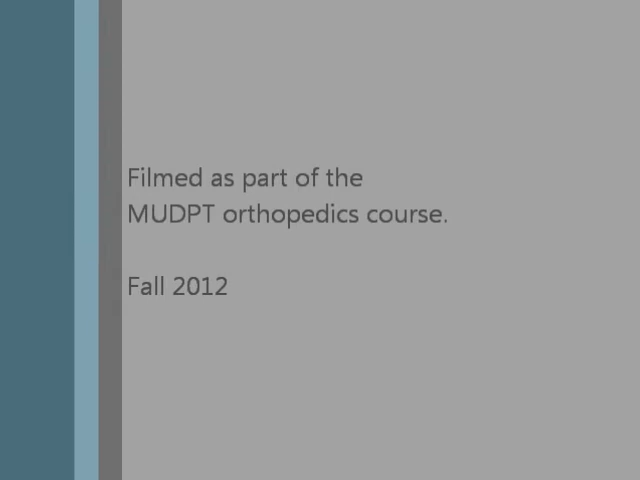 Filmed as part of the
MUDPT orthopedics course.
Fall 2012